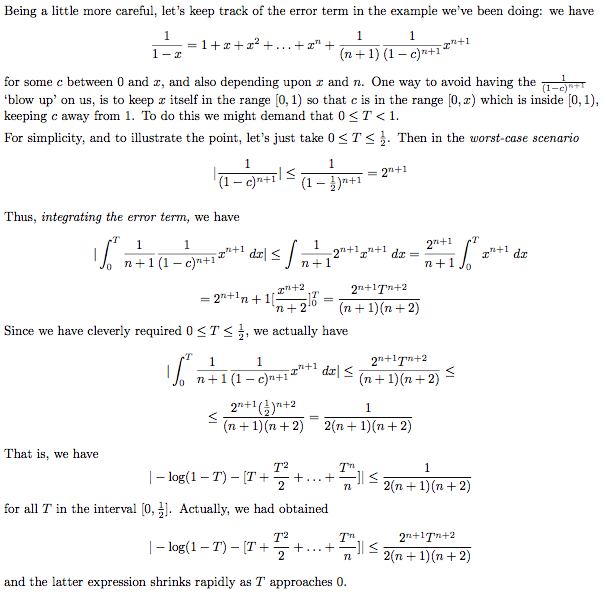 Being a little more careful, let's keep track of the error term in the example we've been doing: we have
\frac{1}{1-x} = 1 + x + x^2 + \ldots + x^n + \frac{1}{(n+1)} \frac{1}{(1-c)^{n+1}} x^{n+1}
for some c between 0 and x, and also depending upon x and n. One way to avoid having the \frac{1}{(1-c)^{n+1}}
'blow up' on us, is to keep x itself in the range [0, 1) so that c is in the range [0, x) which is inside [0, 1),
keeping c away from 1. To do this we might demand that 0 ≤ T < 1.
For simplicity, and to illustrate the point, let's just take 0 ≤ T ≤ \frac{1}{2}. Then in the worst-case scenario
|\frac{1}{(1-c)^{n+1}}| ≤ \frac{1}{(1-\frac{1}{2})^{n+1}} = 2^{n+1}
Thus, integrating the error term, we have
|\int_0^T \frac{1}{n+1} \frac{1}{(1-c)^{n+1}} x^{n+1} dx| ≤ \int \frac{1}{n+1} 2^{n+1} x^{n+1} dx = \frac{2^{n+1}}{n+1} \int_0^T x^{n+1} dx
= 2^{n+1} n + 1[\frac{x^{n+2}}{n+2}]_0^T = \frac{2^{n+1} T^{n+2}}{(n+1)(n+2)}
Since we have cleverly required 0 ≤ T ≤ \frac{1}{2}, we actually have
|\int_0^T \frac{1}{n+1} \frac{1}{(1-c)^{n+1}} x^{n+1} dx| ≤ \frac{2^{n+1} T^{n+2}}{(n+1)(n+2)} ≤
≤ \frac{2^{n+1} (\frac{1}{2})^{n+2}}{(n+1)(n+2)} = \frac{1}{2(n+1)(n+2)}
That is, we have
|- log(1 - T) - [T + \frac{T^2}{2} + \ldots + \frac{T^n}{n}]| ≤ \frac{1}{2(n+1)(n+2)}
for all T in the interval [0, \frac{1}{2}]. Actually, we had obtained
|- log(1 - T) - [T + \frac{T^2}{2} + \ldots + \frac{T^n}{n}]| ≤ \frac{2^{n+1} T^{n+2}}{2(n+1)(n+2)}
and the latter expression shrinks rapidly as T approaches 0.